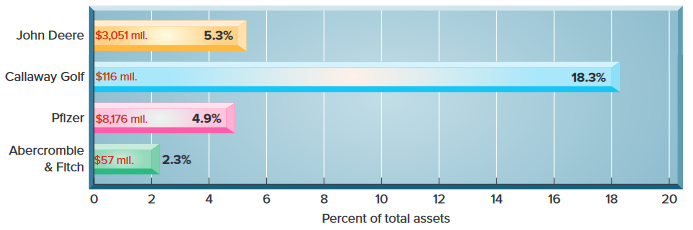 John Deere $3,051 mil. 5.3%
Callaway Golf $116 mil. 18.3%
Pfizer $8,176 mil. 4.9%
Abercrombie
& Fitch $57 mil. 2.3%
0 2 4 6 8 10 12 14 16 18 20
Percent of total assets